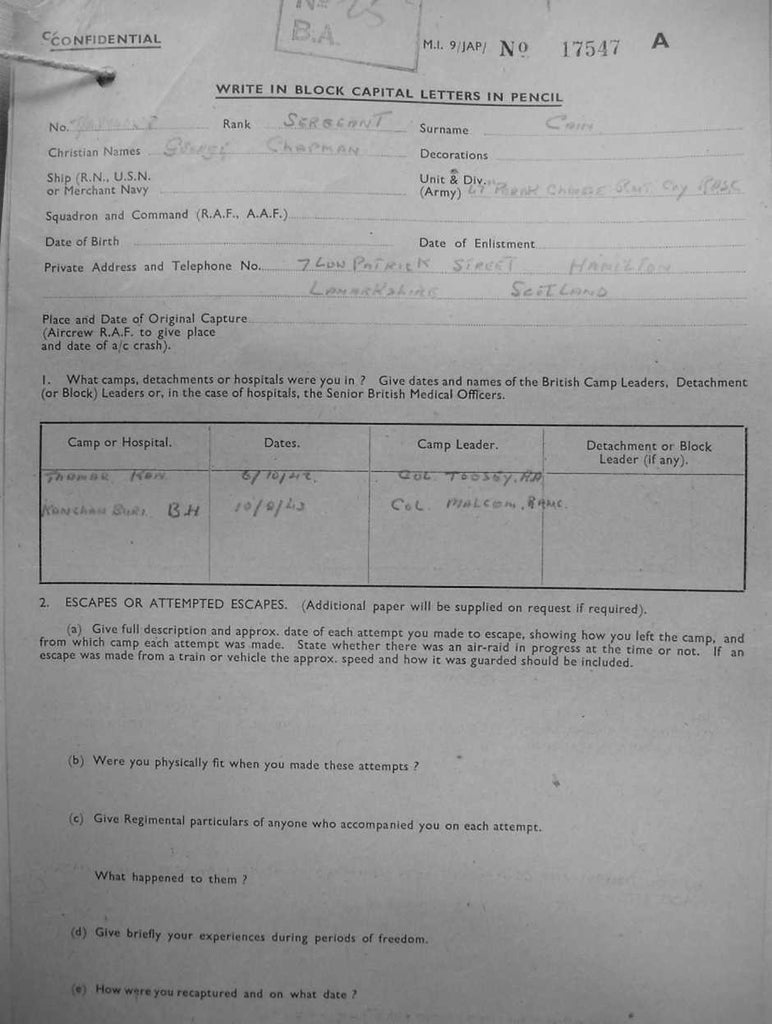 CCONFIDENTIAL
B.A.
M.I. 9/JAP/ No 17547 A
WRITE IN BLOCK CAPITAL LETTERS IN PENCIL
No. Rank SERGEANT Surname CAIN
Christian Names GEORGE CHAPMAN Decorations
Ship (R.N., U.S.N. or Merchant Navy Unit & Div. (Army) COY RASC
Squadron and Command (R.A.F., A.A.F.)
Date of Birth Date of Enlistment
Private Address and Telephone No. 7 LOW PATRICK STREET HAMILTON
LANARKSHIRE SCOTLAND
Place and Date of Original Capture
(Aircrew R.A.F. to give place
and date of a/c crash).
1. What camps, detachments or hospitals were you in ? Give dates and names of the British Camp Leaders, Detachment
(or Block) Leaders or, in the case of hospitals, the Senior British Medical Officers.
Camp or Hospital. Dates. Camp Leader. Detachment or Block
Leader (if any).
6/10/42. COL TOOSEY, RA
KANCHAN BURI BH 10/9/43 COL. MALCOM, RAMC.
2. ESCAPES OR ATTEMPTED ESCAPES. (Additional paper will be supplied on request if required).
(a) Give full description and approx. date of each attempt you made to escape, showing how you left the camp, and
from which camp each attempt was made. State whether there was an air-raid in progress at the time or not. If an
escape was made from a train or vehicle the approx. speed and how it was guarded should be included.
(b) Were you physically fit when you made these attempts ?
(c) Give Regimental particulars of anyone who accompanied you on each attempt.
What happened to them ?
(d) Give briefly your experiences during periods of freedom.
(e) How were you recaptured and on what date ?